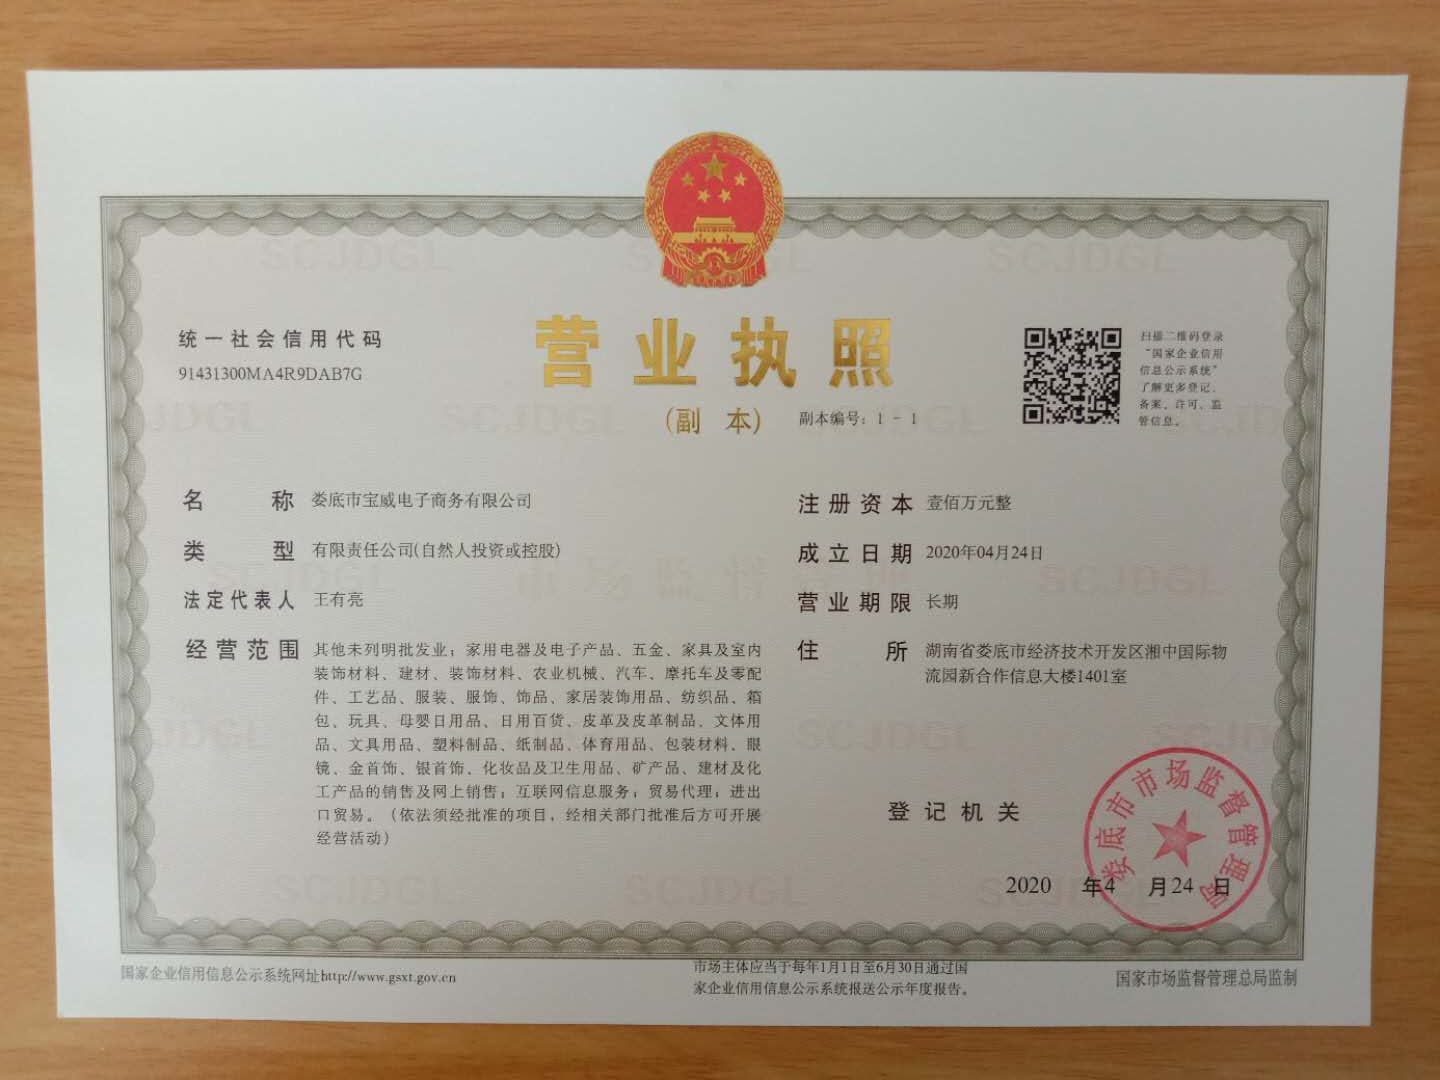 统一社会信用代码
91431300MA4R9DAB7G
营业执照
(副 本)
副本编号：1 - 1
扫描二维码登录
“国家企业信用
信息公示系统”
了解更多登记、
备案、许可、监
管信息。
名 称 娄底市宝威电子商务有限公司
类 型 有限责任公司(自然人投资或控股)
法定代表人 王有亮
经营范围 其他未列明批发业；家用电器及电子产品、五金、家具及室内
装饰材料、建材、装饰材料、农业机械、汽车、摩托车及零配
件、工艺品、服装、服饰、饰品、家居装饰用品、纺织品、箱
包、玩具、母婴日用品、日用百货、皮革及皮革制品、文体用
品、文具用品、塑料制品、纸制品、体育用品、包装材料、眼
镜、金首饰、银首饰、化妆品及卫生用品、矿产品、建材及化
工产品的销售及网上销售；互联网信息服务；贸易代理；进出
口贸易。（依法须经批准的项目，经相关部门批准后方可开展
经营活动）
注册资本 壹佰万元整
成立日期 2020年04月24日
营业期限 长期
住 所 湖南省娄底市经济技术开发区湘中国际物
流园新合作信息大楼1401室
登记机关
娄底市市场监督管理局
2020 年4 月24 日
国家企业信用信息公示系统网址http://www.gsxt.gov.cn
市场主体应当于每年1月1日至6月30日通过国
家企业信用信息公示系统报送公示年度报告。
国家市场监督管理总局监制